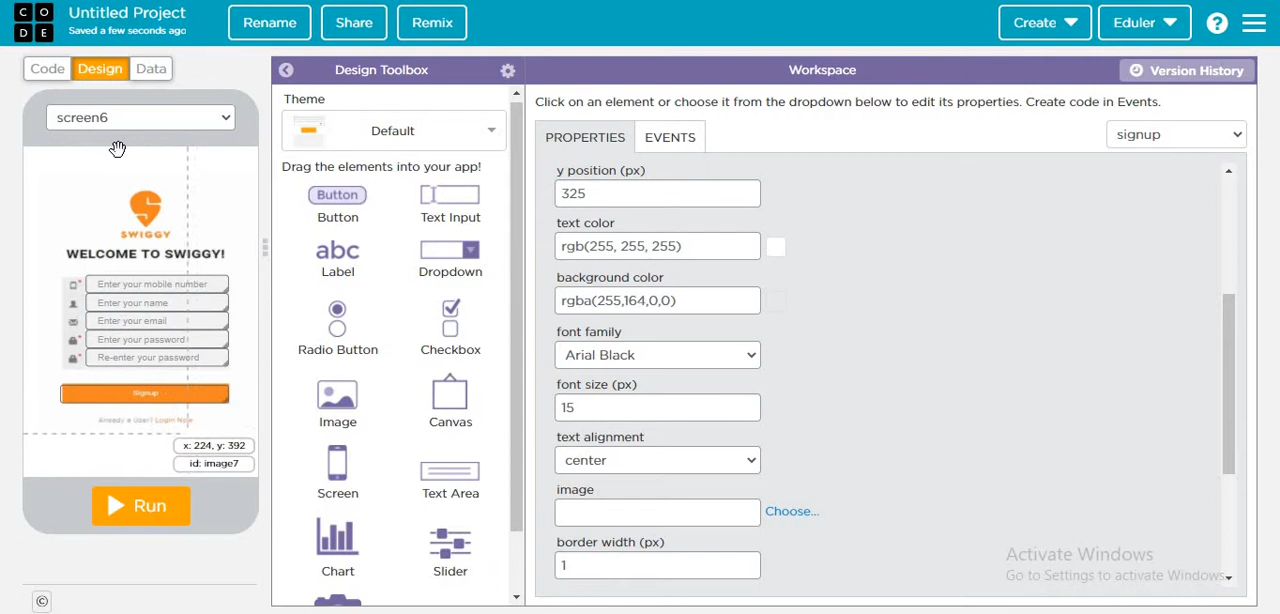 C O
D E
Untitled Project
Saved a few seconds ago
Rename
Share
Remix
Create
Eduler
?
Code
Design
Data
Design Toolbox
Workspace
Version History
screen6
Theme
Default
Drag the elements into your app!
Button
Button
Text Input
abc
Label
Dropdown
Radio Button
Checkbox
Image
Canvas
Screen
Text Area
Chart
Slider
Click on an element or choose it from the dropdown below to edit its properties. Create code in Events.
PROPERTIES
EVENTS
signup
y position (px)
325
text color
rgb(255, 255, 255)
background color
rgba(255,164,0,0)
font family
Arial Black
font size (px)
15
text alignment
center
image
Choose...
border width (px)
1
SWIGGY
WELCOME TO SWIGGY!
Enter your mobile number
Enter your name
Enter your email
Enter your password
Re-enter your password
Signup
Already a User? Login Now
x: 224, y: 392
id: image7
Run
©
Activate Windows
Go to Settings to activate Windows.